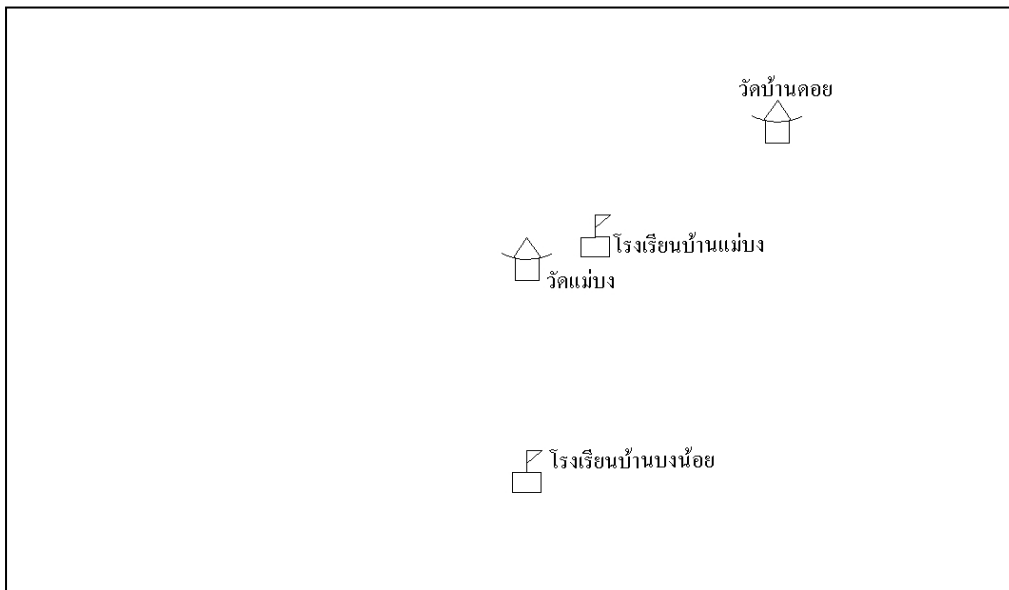 วัดบ้านดอย
โรงเรียนบ้านแม่บง
วัดแม่บง
โรงเรียนบ้านบงน้อย